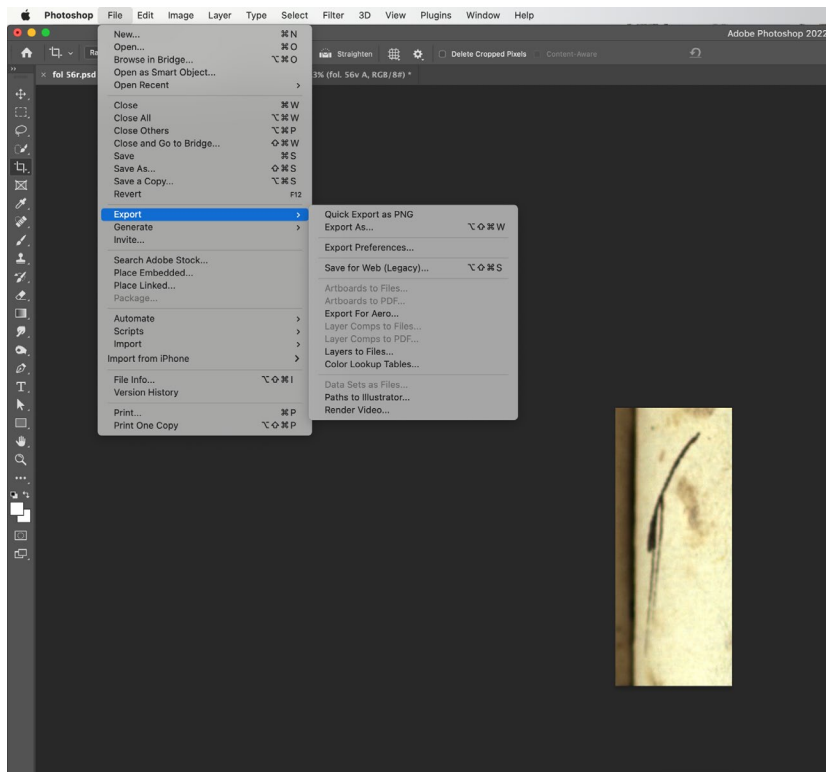 Photoshop File Edit Image Layer Type Select Filter 3D View Plugins Window Help
Adobe Photoshop 2022
Straighten Delete Cropped Pixels Content-Aware
× fol 56r.psd
3% (fol. 56v A, RGB/8#) *
New... ⌘N
Open... ⌘O
Browse in Bridge... ⌥⌘O
Open as Smart Object...
Open Recent >
Close ⌘W
Close All ⌥⌘W
Close Others ⌥⌘P
Close and Go to Bridge... ⇧⌘W
Save ⌘S
Save As... ⇧⌘S
Save a Copy... ⌥⌘S
Revert F12
Export >
Generate >
Invite...
Search Adobe Stock...
Place Embedded...
Place Linked...
Package...
Automate >
Scripts >
Import >
Import from iPhone >
File Info... ⌥⇧⌘I
Version History
Print... ⌘P
Print One Copy ⌥⇧⌘P
Quick Export as PNG
Export As... ⌥⇧⌘W
Export Preferences...
Save for Web (Legacy)... ⌥⇧⌘S
Artboards to Files...
Artboards to PDF...
Export For Aero...
Layer Comps to Files...
Layer Comps to PDF...
Layers to Files...
Color Lookup Tables...
Data Sets as Files...
Paths to Illustrator...
Render Video...